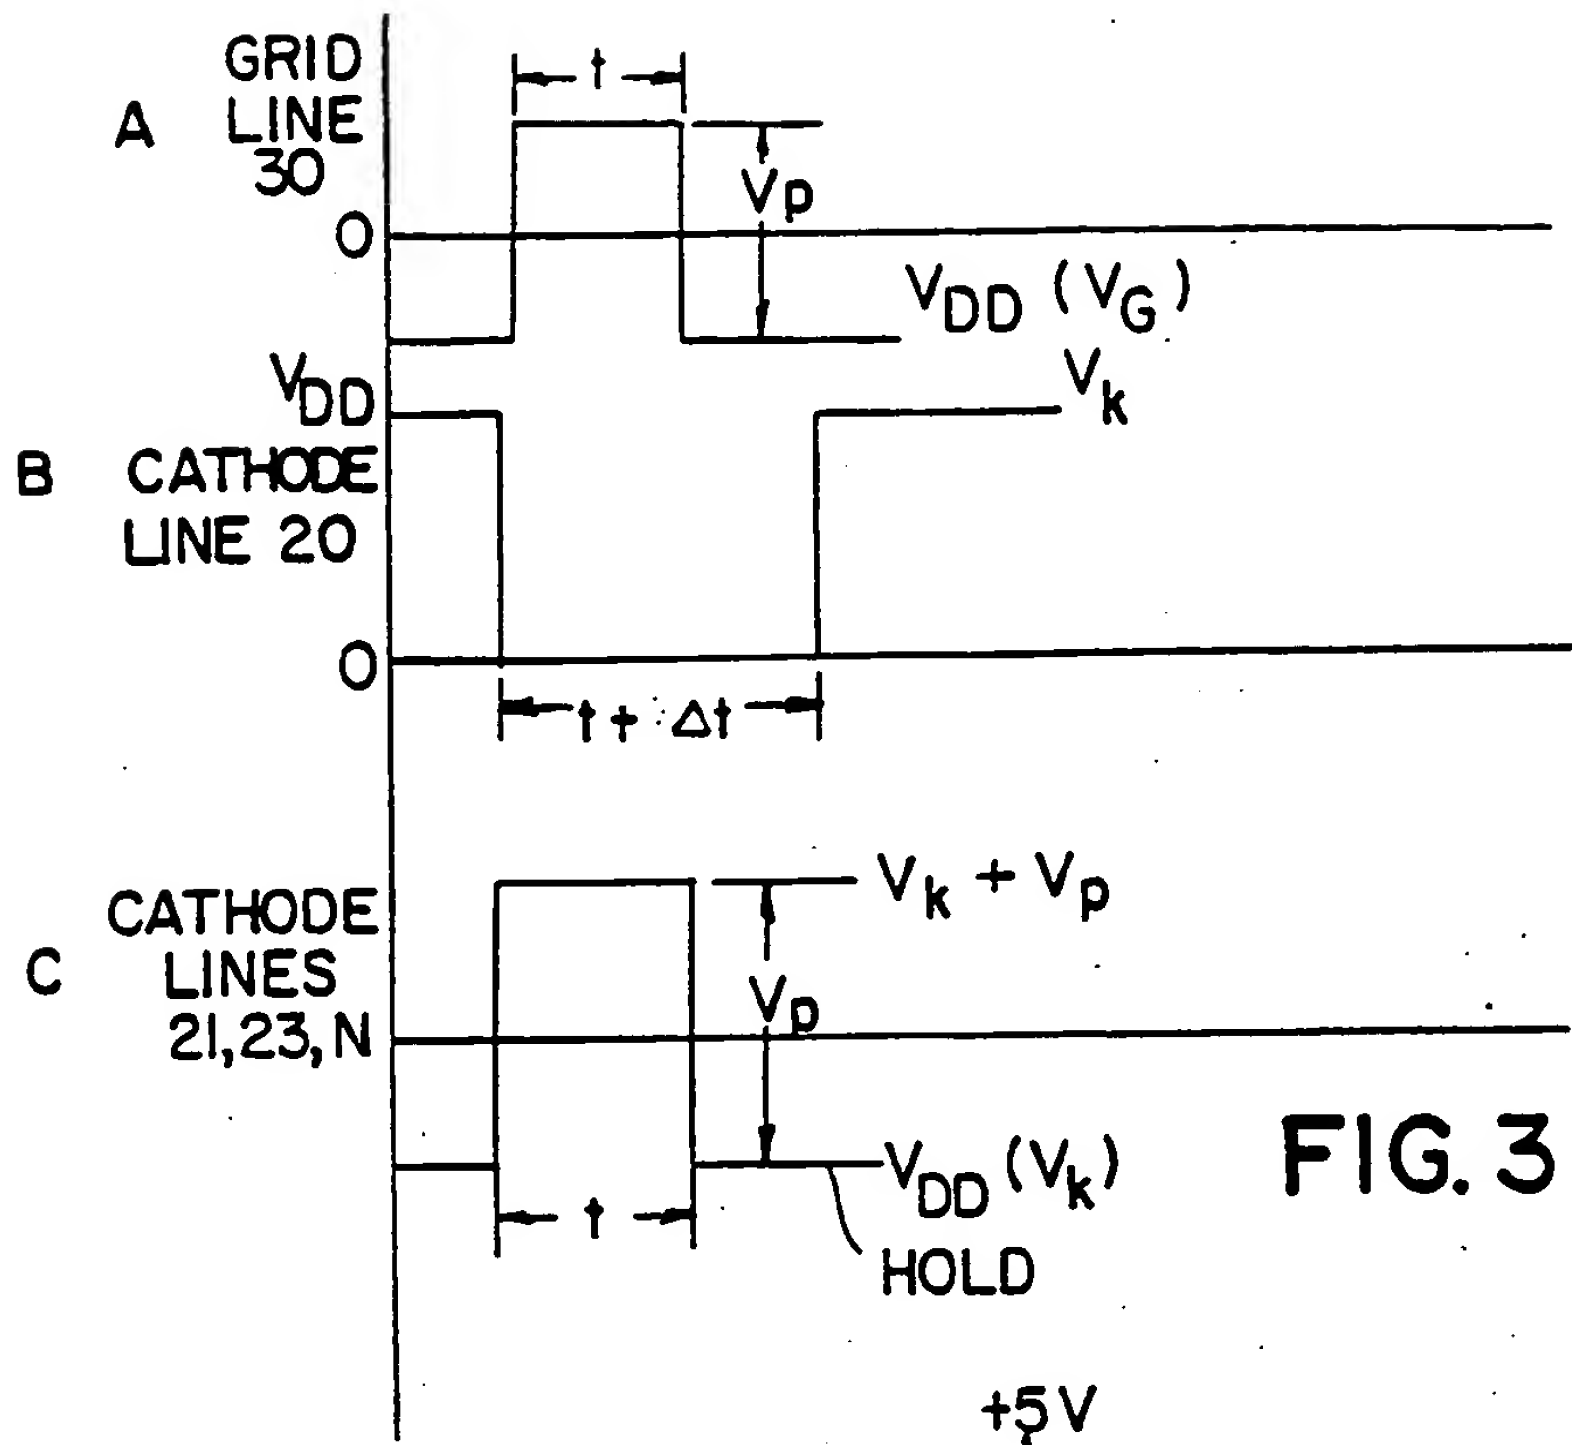 A
GRID
LINE
30
t
Vp
0
VDD (VG)
VDD
Vk
B
CATHODE
LINE 20
0
t + Δt
C
CATHODE
LINES
21, 23, N
Vk + Vp
Vp
VDD (Vk)
t
HOLD
FIG. 3
+5V